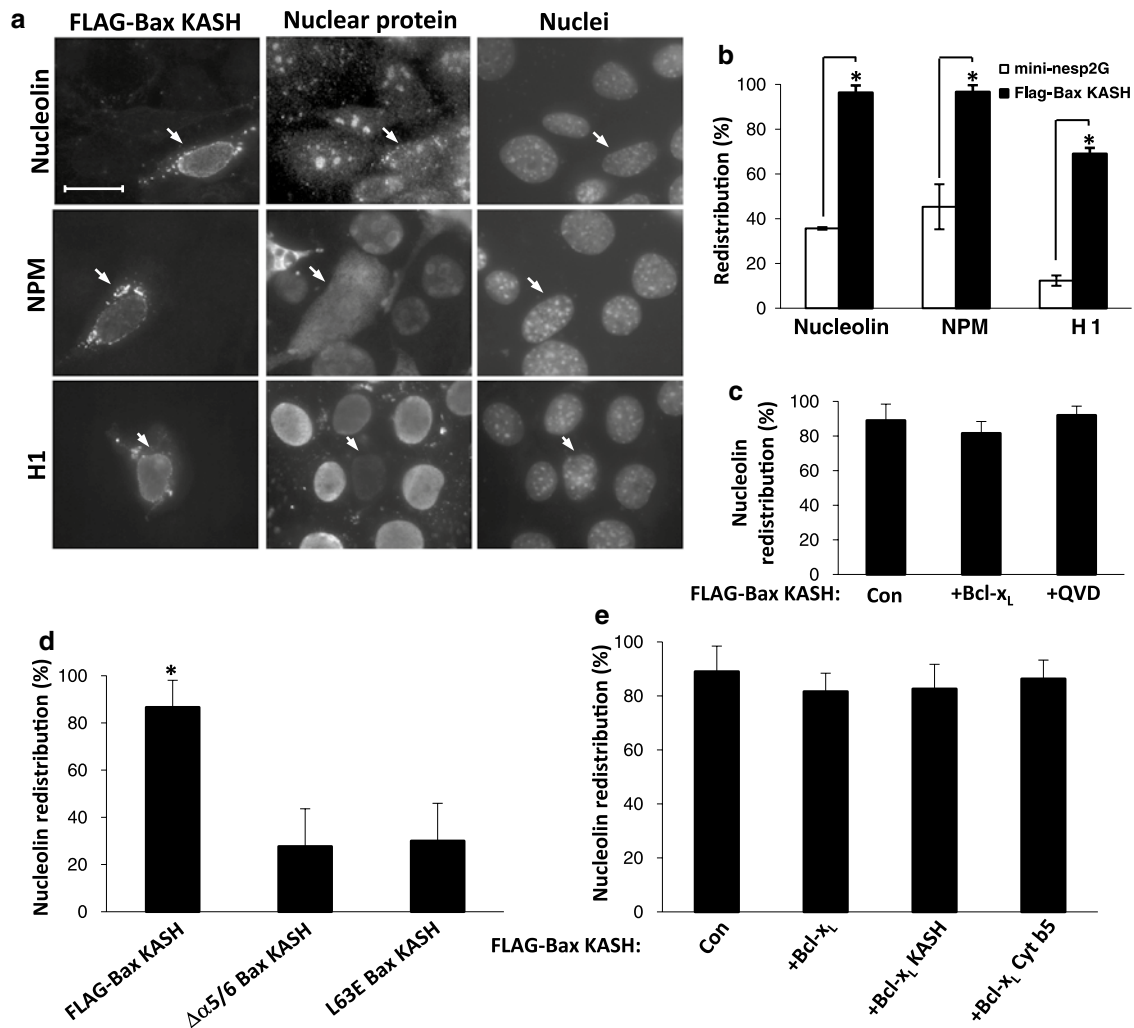 a
FLAG-Bax KASH
Nuclear protein
Nuclei
Nucleolin
NPM
H1
b
mini-nesp2G
Flag-Bax KASH
Redistribution (%)
100
80
60
40
20
0
*
*
*
Nucleolin
NPM
H 1
c
Nucleolin
redistribution (%)
100
80
60
40
20
0
FLAG-Bax KASH:
Con
+Bcl-xL
+QVD
d
Nucleolin redistribution (%)
100
80
60
40
20
0
*
FLAG-Bax KASH
Δα5/6 Bax KASH
L63E Bax KASH
e
Nucleolin redistribution (%)
100
80
60
40
20
0
FLAG-Bax KASH:
Con
+Bcl-xL
+Bcl-xL KASH
+Bcl-xL Cyt b5